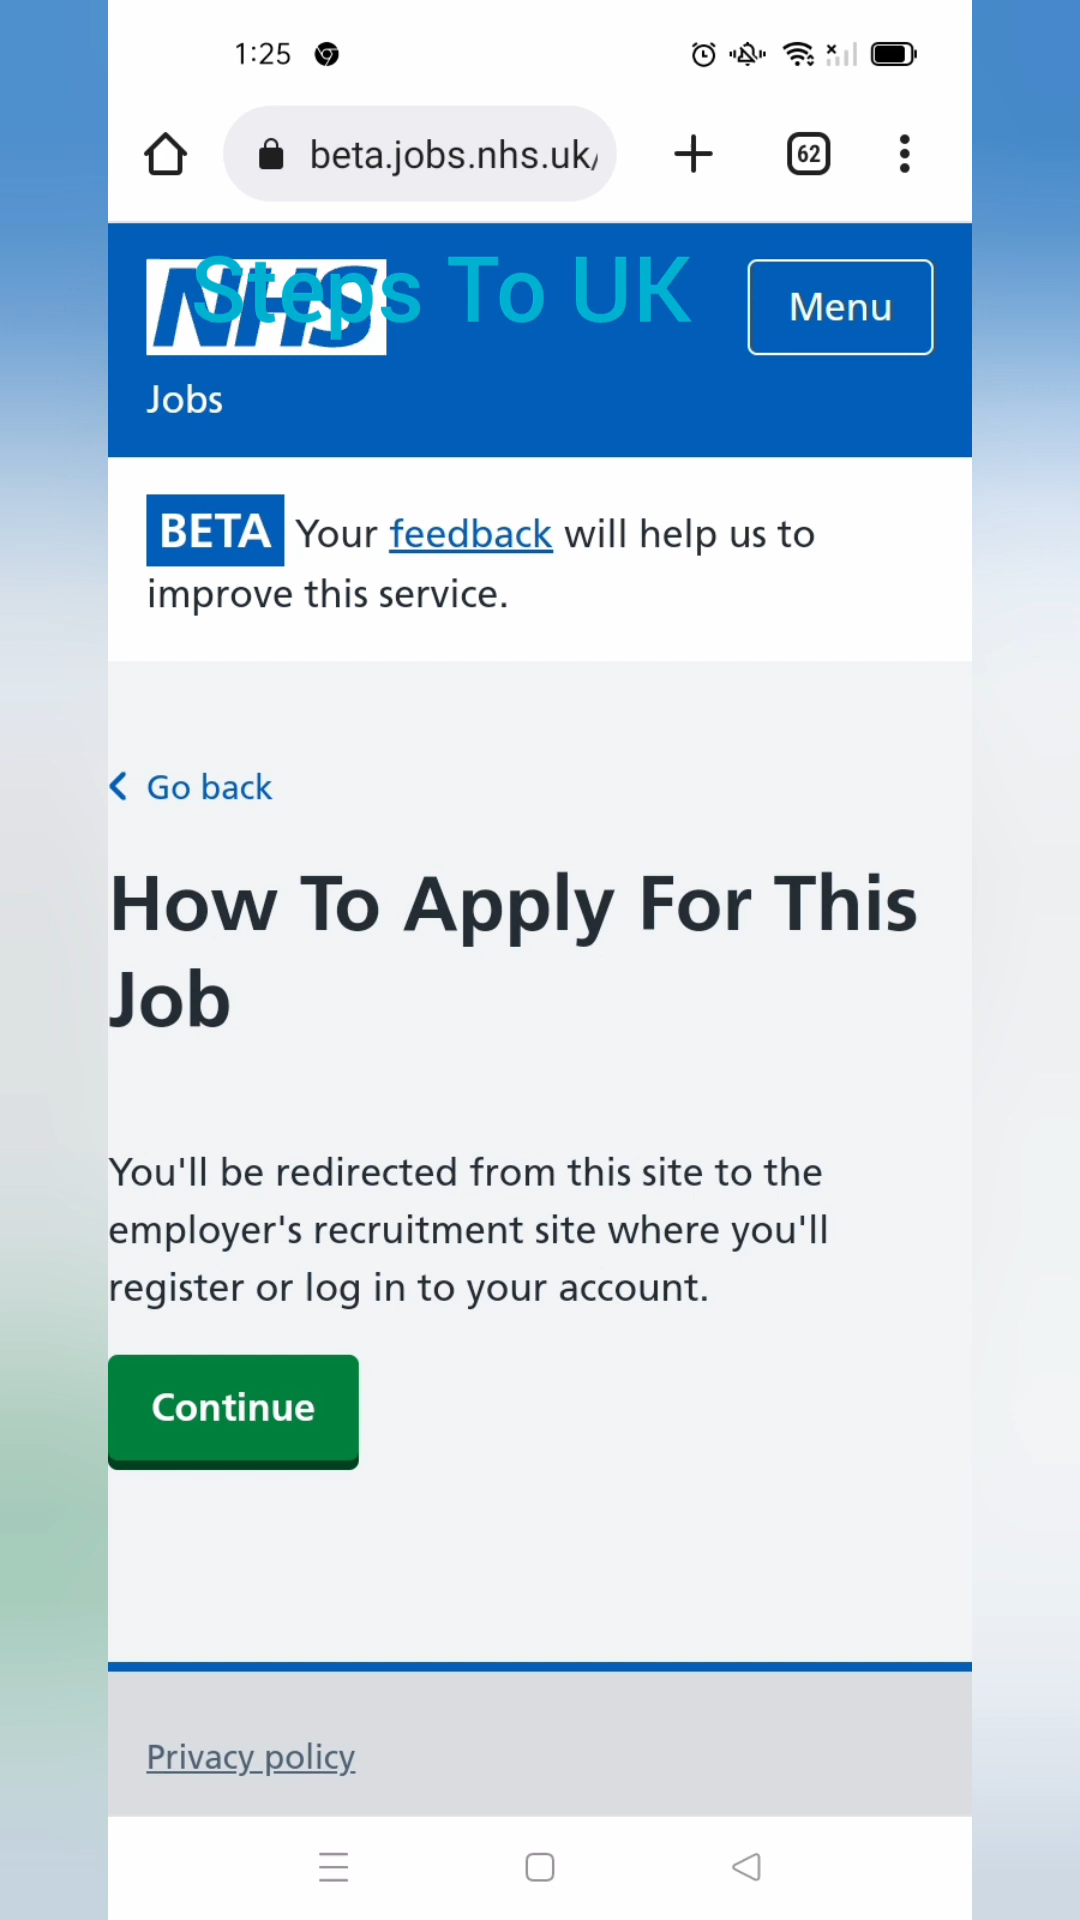 1:25
beta.jobs.nhs.uk/
62
NHS
Steps To UK
Menu
Jobs
BETA Your feedback will help us to
improve this service.
Go back
How To Apply For This
Job
You'll be redirected from this site to the
employer's recruitment site where you'll
register or log in to your account.
Continue
Privacy policy